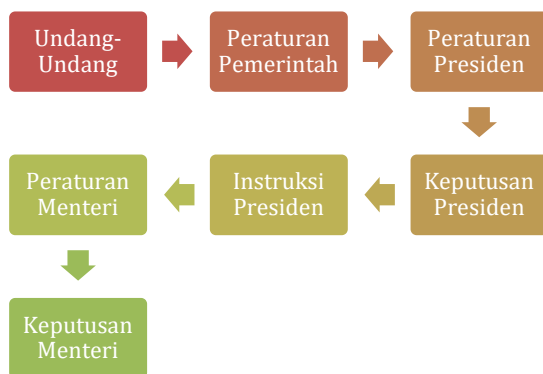 Undang-
Undang
Peraturan
Pemerintah
Peraturan
Presiden
Keputusan
Presiden
Instruksi
Presiden
Peraturan
Menteri
Keputusan
Menteri